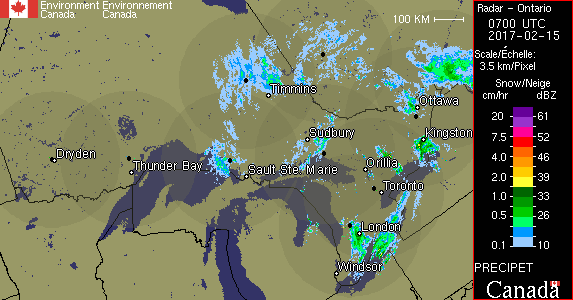 Environment Environnement
Canada Canada
100 KM
Radar - Ontario
0700 UTC
2017-02-15
Scale/Échelle:
3.5 km/Pixel
Snow/Neige
cm/hr dBZ
20 61
7.5 52
4.0 46
2.0 39
1.0 33
0.5 26
0.1 10
PRECIPET
Canada
Timmins
Ottawa
Sudbury
Kingston
Dryden
Thunder Bay
Sault Ste. Marie
Orillia
Toronto
London
Windsor